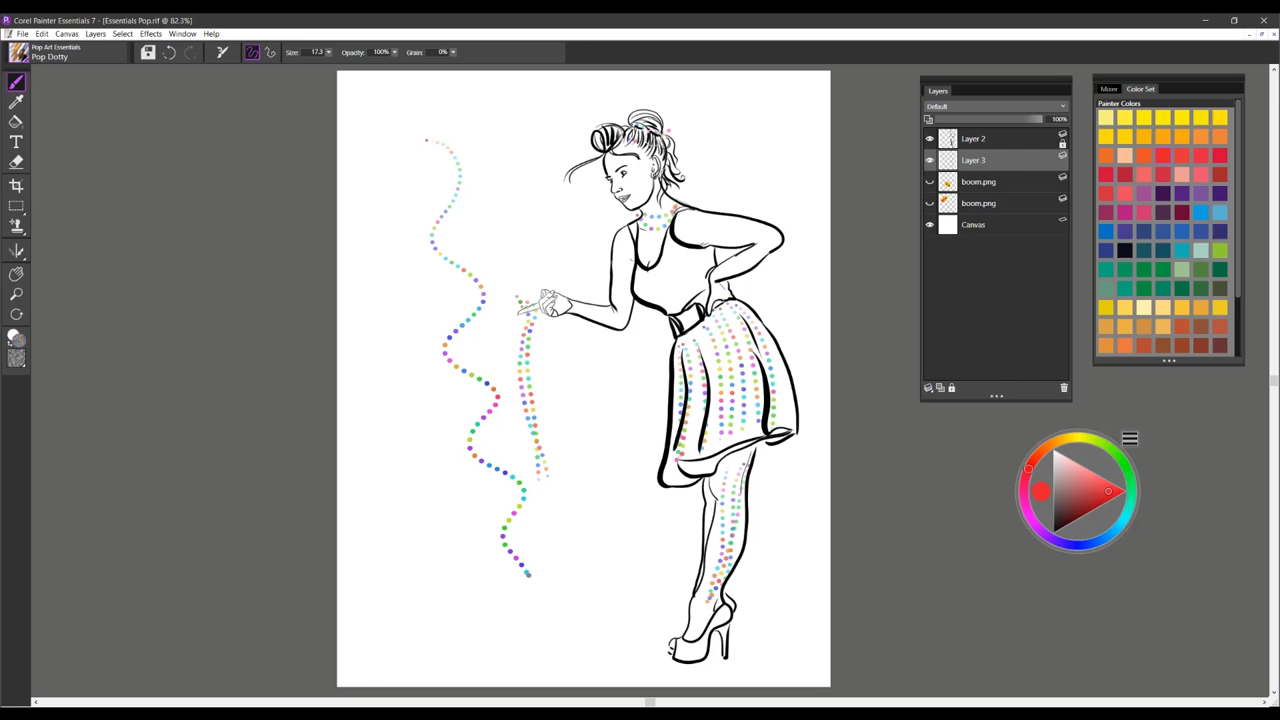 Corel Painter Essentials 7 - [Essentials Pop.rif @ 82.3%]
File Edit Canvas Layers Select Effects Window Help
Pop Art Essentials
Pop Dotty
Size: 17.3 Opacity: 100% Grain: 0%
Layers
Default
100%
Layer 2
Layer 3
boom.png
boom.png
Canvas
Mixer Color Set
Painter Colors